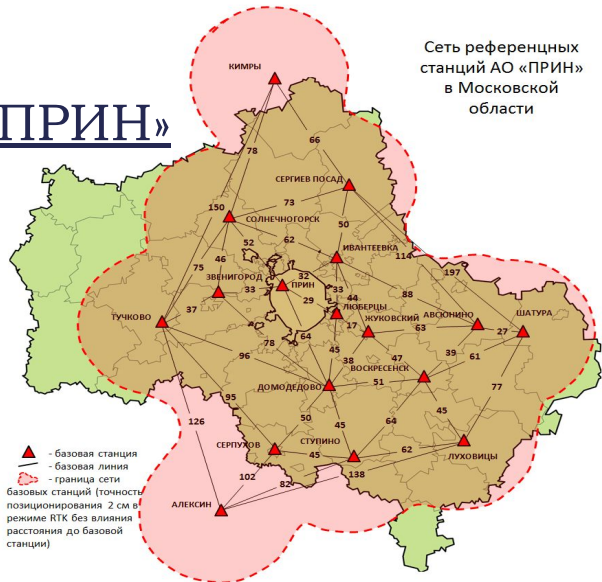 КИМРЫ
Сеть референцных
станций АО «ПРИН»
в Московской
области
ПРИН»
78
66
СЕРГИЕВ ПОСАД
150
73
СОЛНЕЧНОГОРСК
50
52
62
ИВАНТЕЕВКА
114
46
75
197
ЗВЕНИГОРОД
32
ПРИН
33
33
44
88
37
29
ЛЮБЕРЦЫ
ШАТУРА
ТУЧКОВО
17
ЖУКОВСКИЙ
63
АВСЮНИНО
27
78
64
45
96
38
47
39
61
ВОСКРЕСЕНСК
ДОМОДЕДОВО
51
77
95
126
50
45
64
45
СЕРПУХОВ
СТУПИНО
45
62
ЛУХОВИЦЫ
102
82
138
АЛЕКСИН
- базовая станция
- базовая линия
- граница сети
базовых станций (точность
позиционирования 2 см в
режиме RTK без влияния
расстояния до базовой
станции)